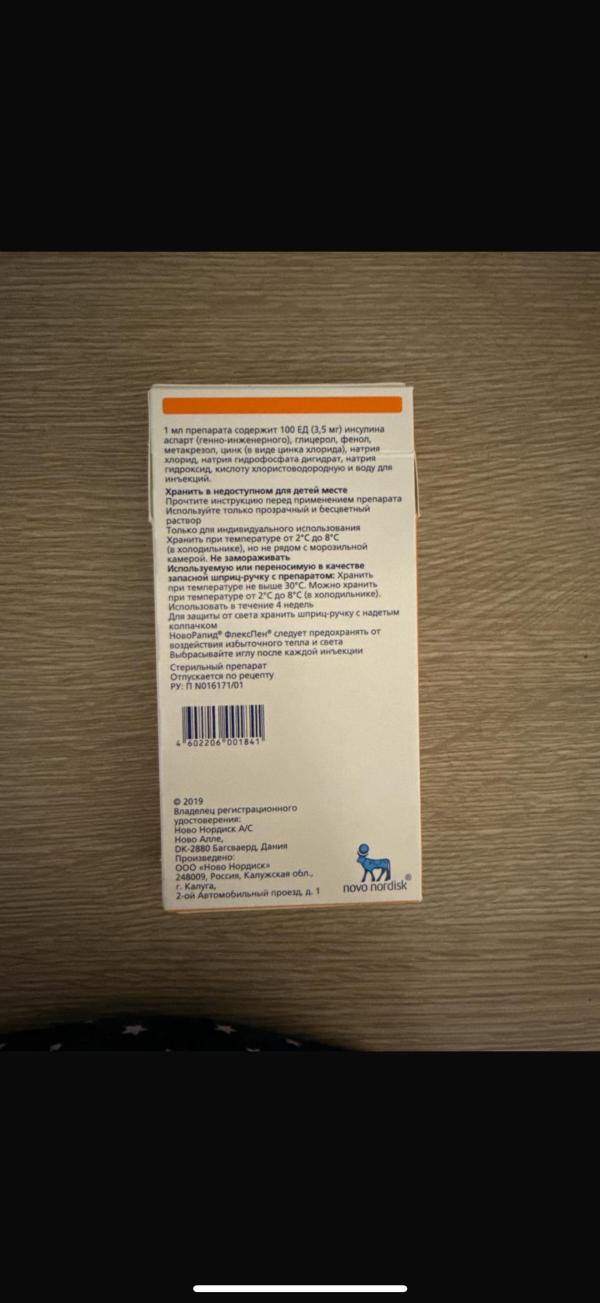 1 мл препарата содержит 100 ЕД (3,5 мг) инсулина
аспарт (генно-инженерного), глицерол, фенол,
метакрезол, цинк (в виде цинка хлорида), натрия
хлорид, натрия гидрофосфата дигидрат, натрия
гидроксид, кислоту хлористоводородную и воду для
инъекций.
Хранить в недоступном для детей месте
Прочтите инструкцию перед применением препарата
Используйте только прозрачный и бесцветный
раствор
Только для индивидуального использования
Хранить при температуре от 2°С до 8°С
(в холодильнике), но не рядом с морозильной
камерой. Не замораживать
Используемую или переносимую в качестве
запасной шприц-ручку с препаратом: Хранить
при температуре не выше 30°С. Можно хранить
при температуре от 2°С до 8°С (в холодильнике).
Использовать в течение 4 недель
Для защиты от света хранить шприц-ручку с надетым
колпачком
НовоРапид® ФлексПен® следует предохранять от
воздействия избыточного тепла и света
Выбрасывайте иглу после каждой инъекции
Стерильный препарат
Отпускается по рецепту
РУ: П N016171/01
4 602206 001841
© 2019
Владелец регистрационного
удостоверения:
Ново Нордиск А/С
Ново Алле,
DK-2880 Багсваерд, Дания
Произведено:
ООО «Ново Нордиск»
248009, Россия, Калужская обл.,
г. Калуга,
2-ой Автомобильный проезд, д. 1
novo nordisk®